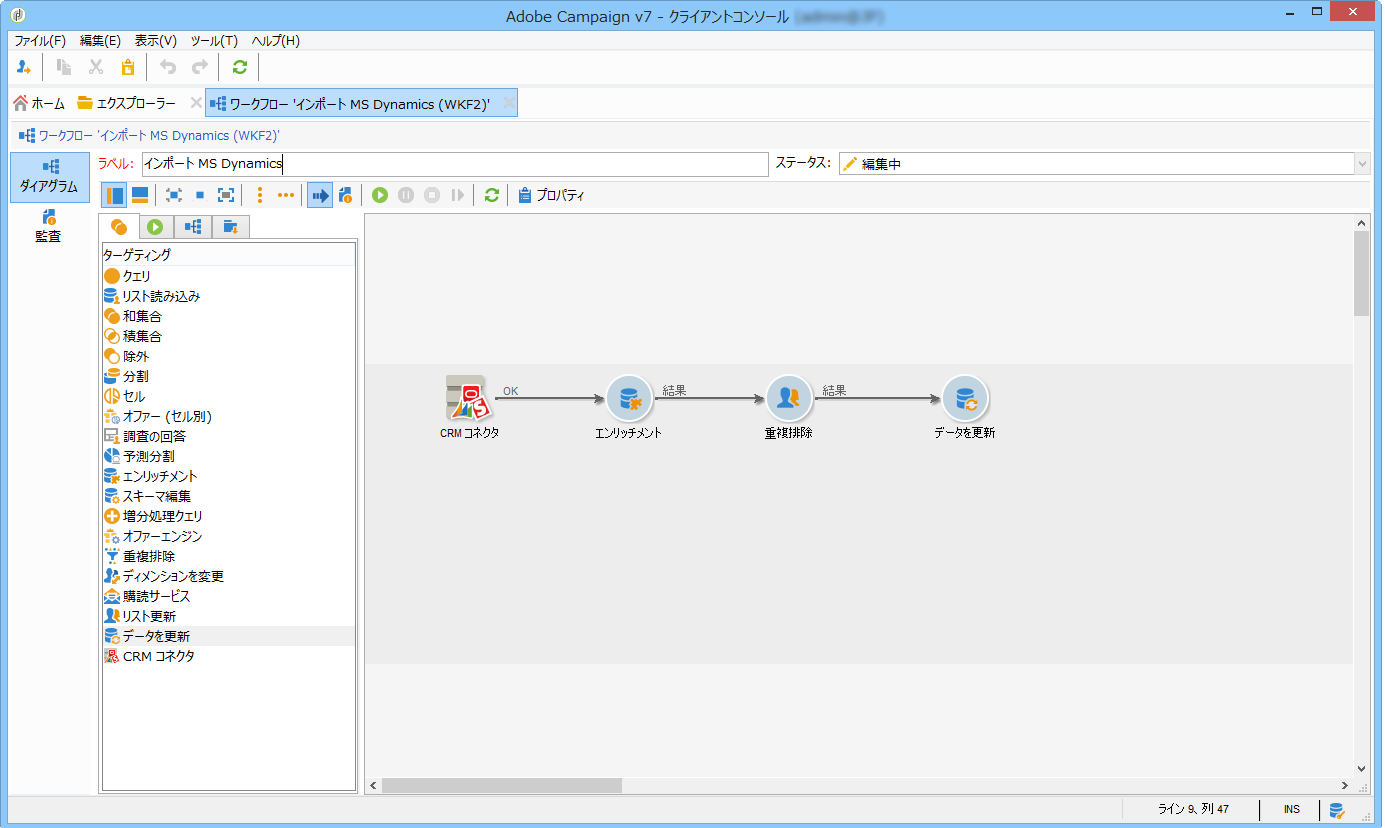 Adobe Campaign v7 - クライアントコンソール
ファイル(F) 編集(E) 表示(V) ツール(T) ヘルプ(H)
ホーム エクスプローラー ワークフロー 'インポート MS Dynamics (WKF2)'
ワークフロー 'インポート MS Dynamics (WKF2)'
ダイアグラム
監査
ラベル: インポート MS Dynamics ステータス: 編集中
プロパティ
ターゲティング
クエリ
リスト読み込み
和集合
積集合
除外
分割
セル
オファー (セル別)
調査の回答
予測分割
エンリッチメント
スキーマ編集
増分処理クエリ
オファーエンジン
重複排除
ディメンションを変更
購読サービス
リスト更新
データを更新
CRM コネクタ
OK 結果 結果
CRM コネクタ エンリッチメント 重複排除 データを更新
ライン 9、列 47 INS